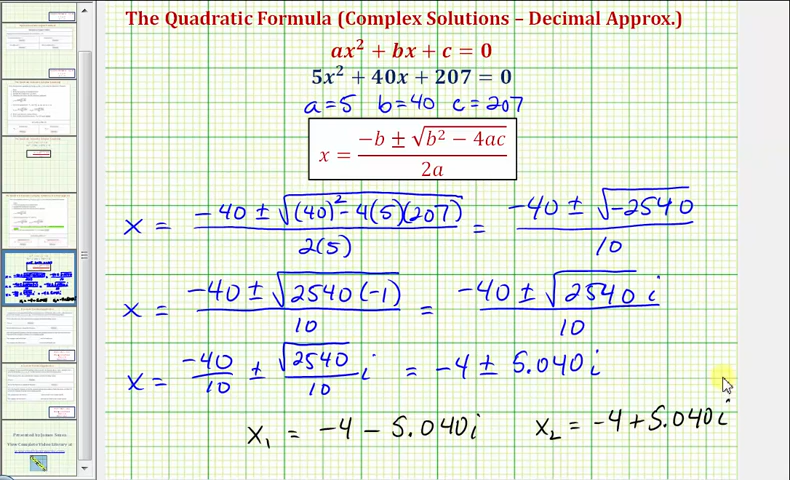 The Quadratic Formula (Complex Solutions – Decimal Approx.)
ax² + bx + c = 0
5x² + 40x + 207 = 0
a = 5 b = 40 c = 207
x = (-b ± √(b² − 4ac)) / 2a
x = (-40 ± √((40)² - 4(5)(207))) / 2(5) = (-40 ± √(-2540)) / 10
x = (-40 ± √(2540(-1))) / 10 = (-40 ± √(2540) i) / 10
x = -40/10 ± √(2540)/10 i = -4 ± 5.040i
x₁ = -4 - 5.040i x₂ = -4 + 5.040i